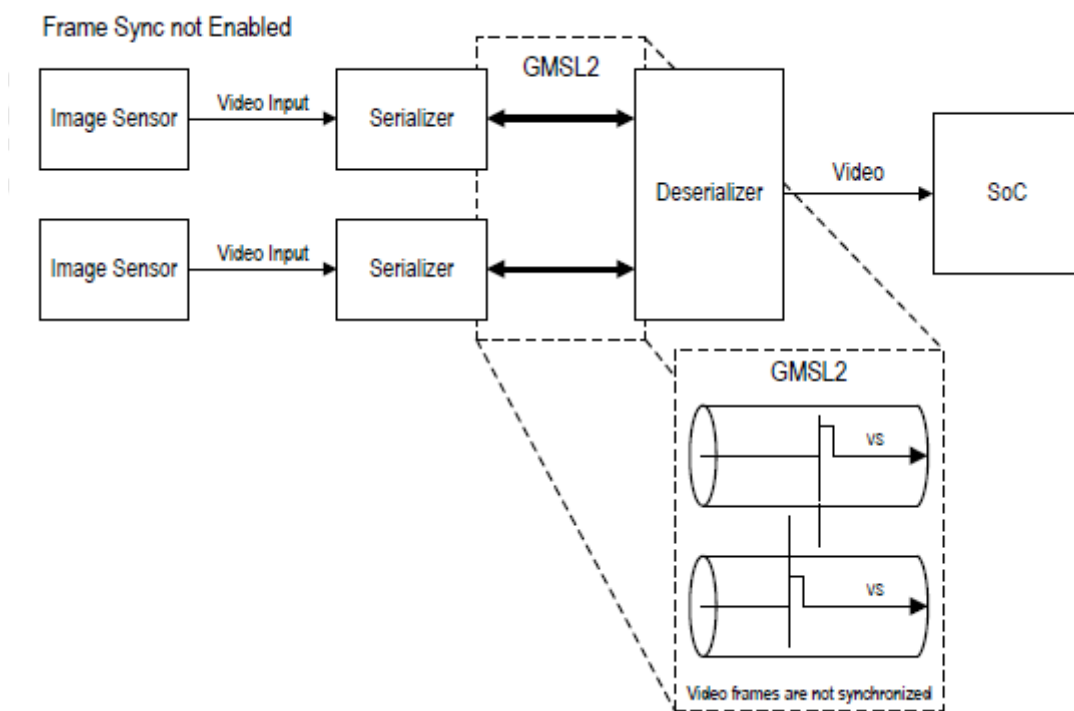 Frame Sync not Enabled
GMSL2
Image Sensor
Video Input
Serializer
Deserializer
Video
SoC
Image Sensor
Video Input
Serializer
GMSL2
VS
VS
Video frames are not synchronized